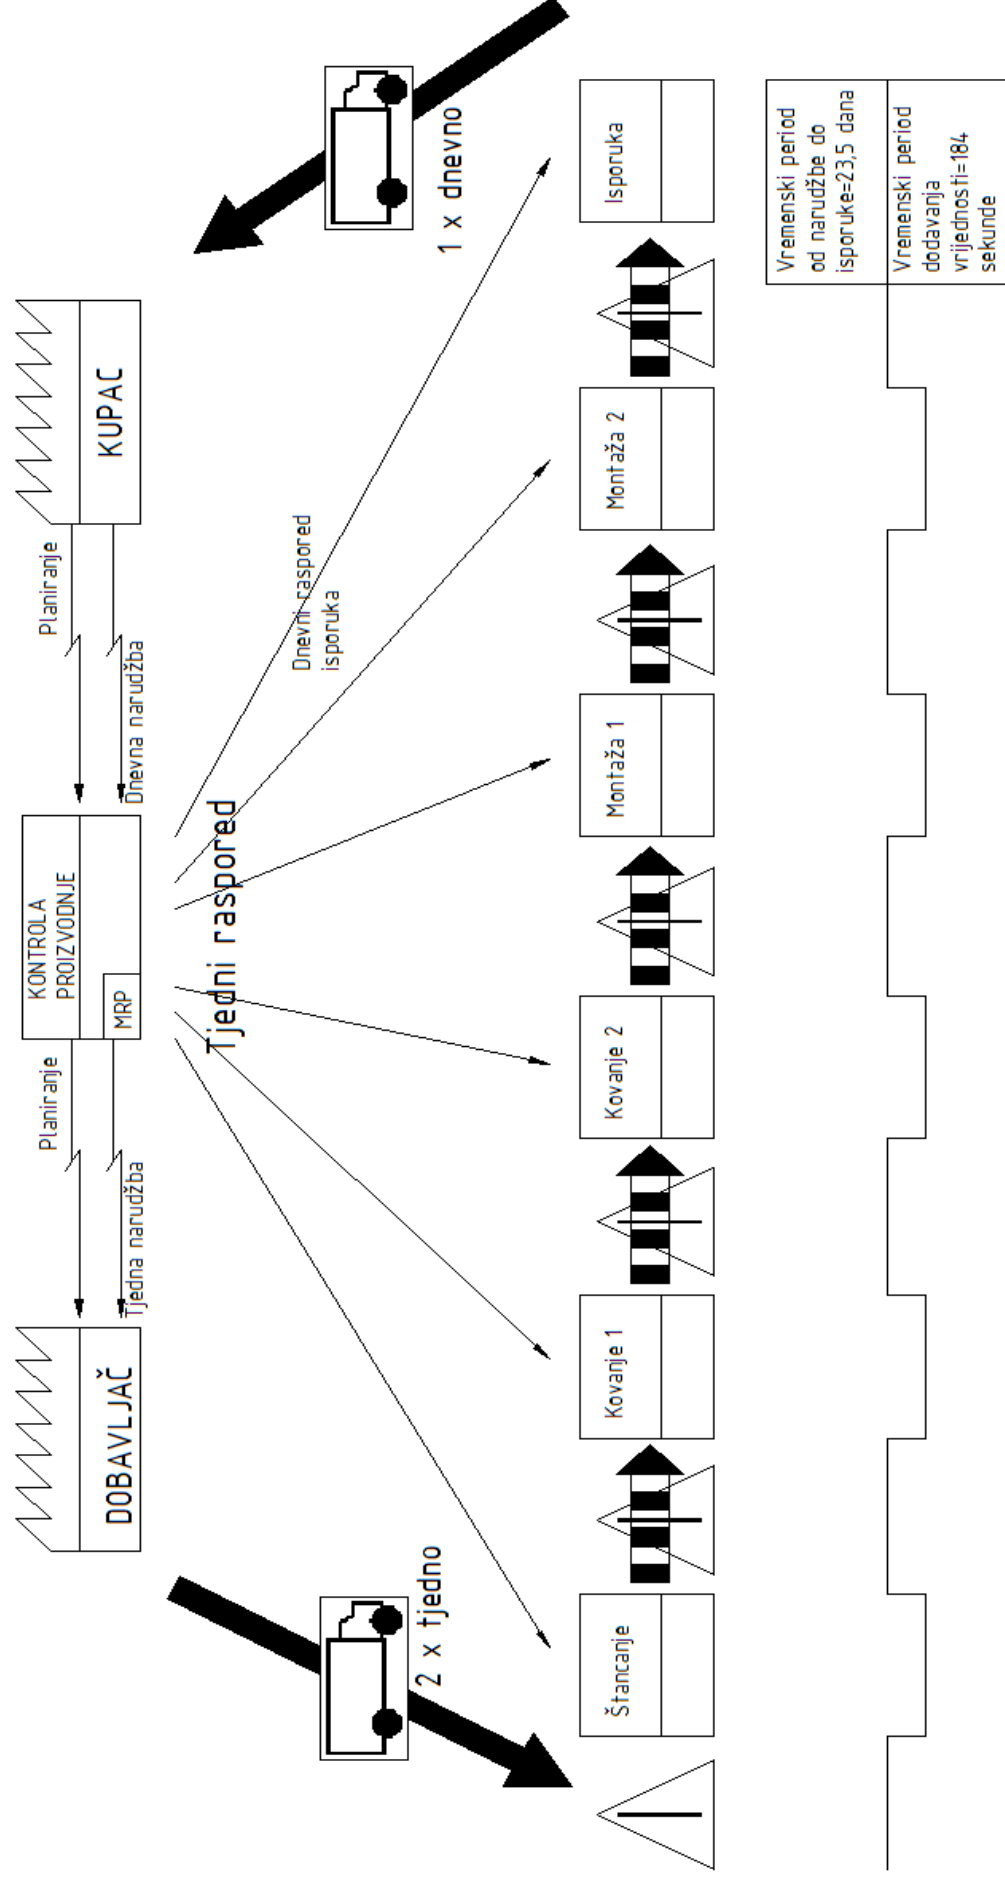 DOBAVLJAČ
Planiranje
Tjedna narudžba
KONTROLA
PROIZVODNJE
MRP
Planiranje
Dnevna narudžba
KUPAC
2 x tjedno
Tjedni raspored
Dnevni raspored
isporuka
1 x dnevno
Štancanje
Kovanje 1
Kovanje 2
Montaža 1
Montaža 2
Isporuka
Vremenski period
od narudžbe do
isporuke=23,5 dana
Vremenski period
dodavanja
vrijednosti=184
sekunde